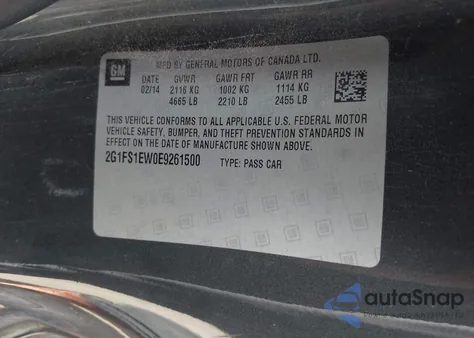 GM
MFD BY GENERAL MOTORS OF CANADA LTD.
DATE GVWR GAWR FRT GAWR RR
02/14 2116 KG 1002 KG 1114 KG
4665 LB 2210 LB 2455 LB
THIS VEHICLE CONFORMS TO ALL APPLICABLE U.S. FEDERAL MOTOR
VEHICLE SAFETY, BUMPER, AND THEFT PREVENTION STANDARDS IN
EFFECT ON THE DATE OF MANUFACTURE SHOWN ABOVE.
2G1FS1EW0E9261500 TYPE: PASS CAR
autoSnap